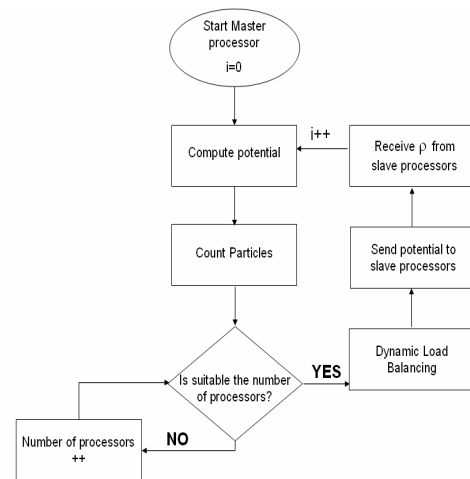 Start Master
processor
i=0
Compute potential
i++
Receive ρ from
slave processors
Count Particles
Send potential to
slave processors
Is suitable the number
of processors?
YES
Dynamic Load
Balancing
NO
Number of processors
++